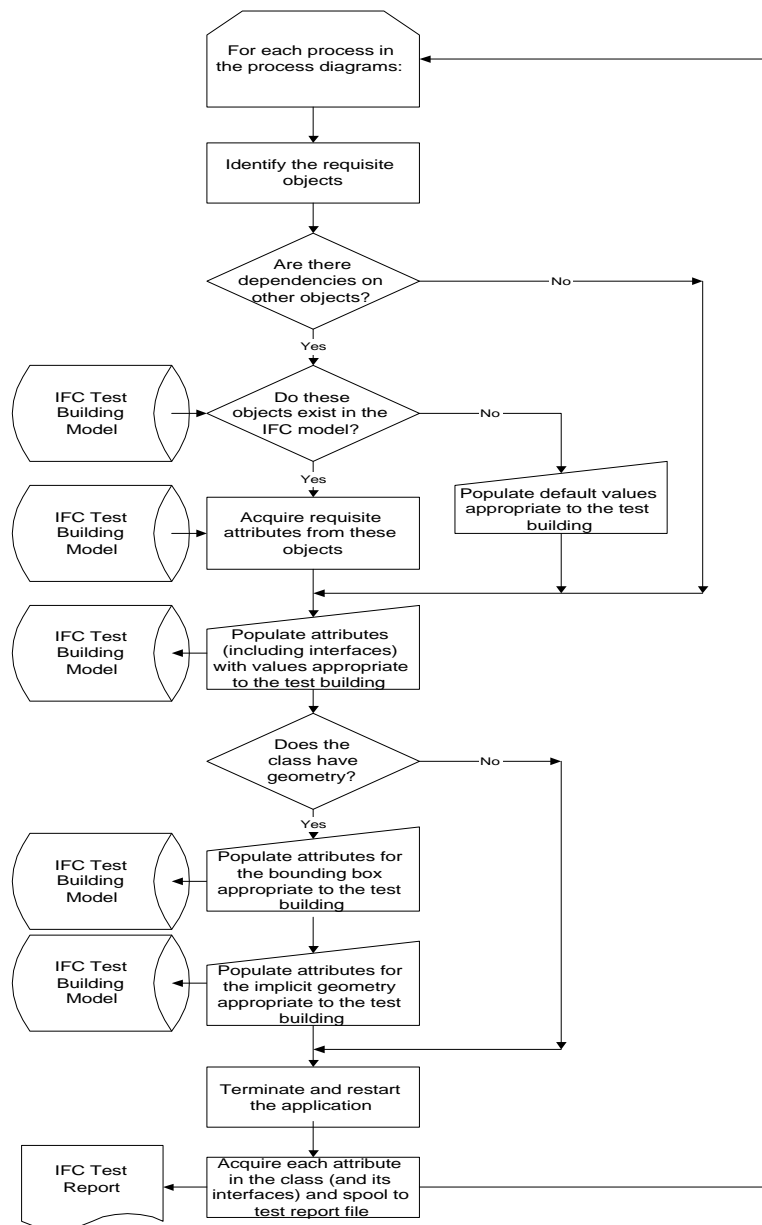 For each process in
the process diagrams:
Identify the requisite
objects
Are there
dependencies on
other objects?
No
Yes
IFC Test
Building
Model
Do these
objects exist in the
IFC model?
No
Yes
Populate default values
appropriate to the test
building
IFC Test
Building
Model
Acquire requisite
attributes from these
objects
IFC Test
Building
Model
Populate attributes
(including interfaces)
with values appropriate
to the test building
Does the
class have
geometry?
No
Yes
IFC Test
Building
Model
Populate attributes for
the bounding box
appropriate to the test
building
IFC Test
Building
Model
Populate attributes for
the implicit geometry
appropriate to the test
building
Terminate and restart
the application
IFC Test
Report
Acquire each attribute
in the class (and its
interfaces) and spool to
test report file